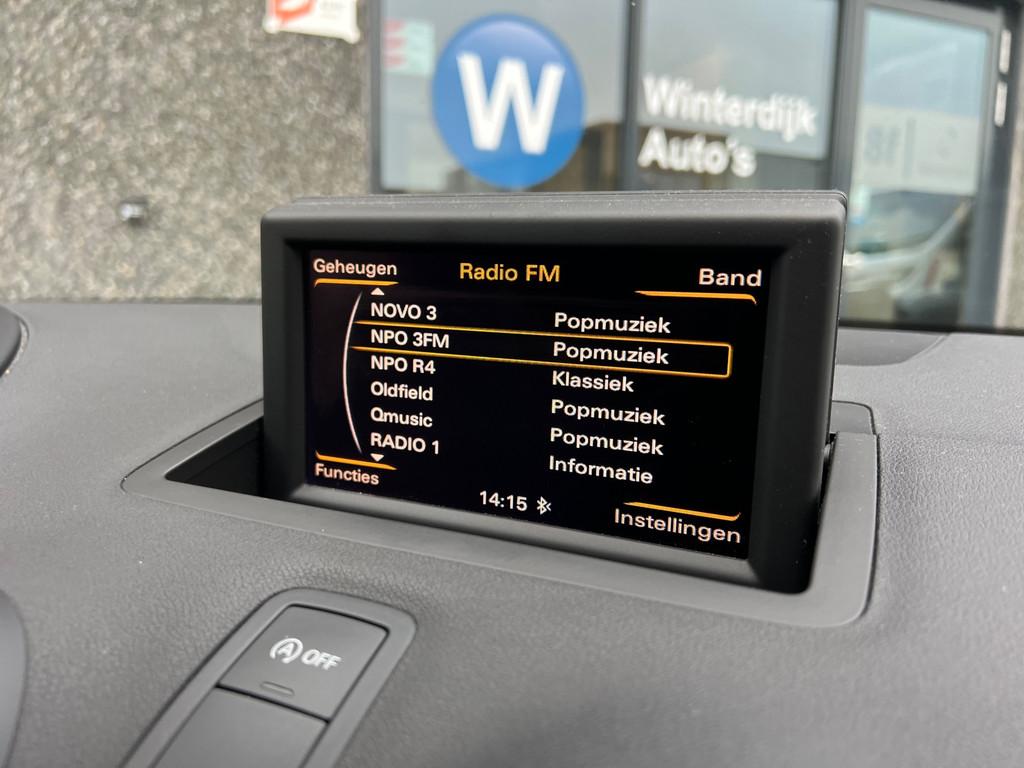 W
Winterdijk
Auto's
Geheugen
Radio FM
Band
NOVO 3 Popmuziek
NPO 3FM Popmuziek
NPO R4 Klassiek
Oldfield Popmuziek
Qmusic Popmuziek
RADIO 1 Informatie
Functies
14:15
Instellingen
A OFF